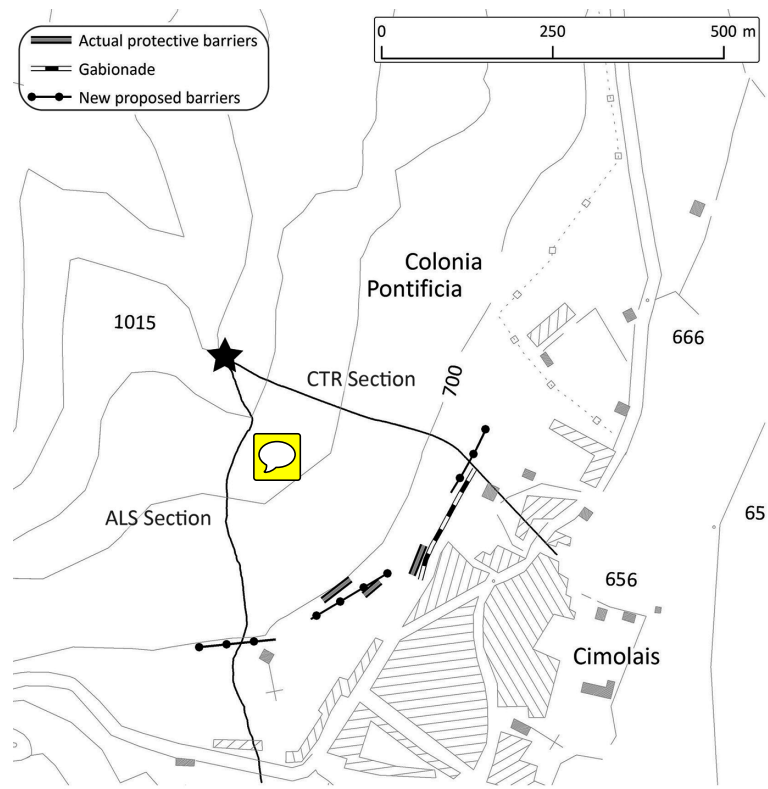 Actual protective barriers
Gabionade
New proposed barriers
0 250 500 m
Colonia
Pontificia
1015
666
CTR Section
700
ALS Section
65
656
Cimolais